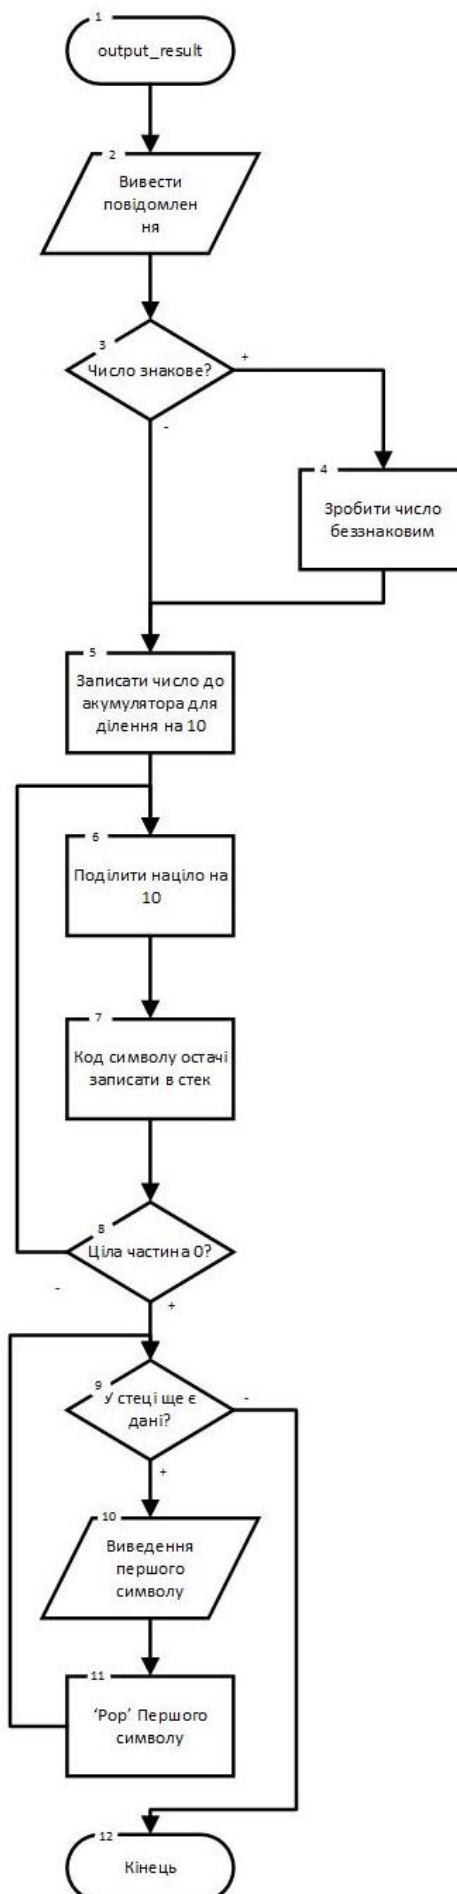 1
output_result
2
Вивести
повідомлен
ня
3
Число знакове?
+
-
4
Зробити число
беззнаковим
5
Записати число до
акумулятора для
ділення на 10
6
Поділити націло на
10
7
Код символу остачі
записати в стек
8
Ціла частина 0?
-
+
9
У стеці ще є
дані?
-
+
10
Виведення
першого
символу
11
‘Pop’ Першого
символу
12
Кінець